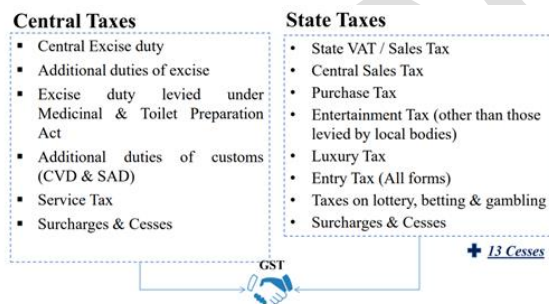 Central Taxes
▪ Central Excise duty
▪ Additional duties of excise
▪ Excise duty levied under
Medicinal & Toilet Preparation
Act
▪ Additional duties of customs
(CVD & SAD)
▪ Service Tax
▪ Surcharges & Cesses
State Taxes
• State VAT / Sales Tax
• Central Sales Tax
• Purchase Tax
• Entertainment Tax (other than those
levied by local bodies)
• Luxury Tax
• Entry Tax (All forms)
• Taxes on lottery, betting & gambling
• Surcharges & Cesses
+ 13 Cesses
GST